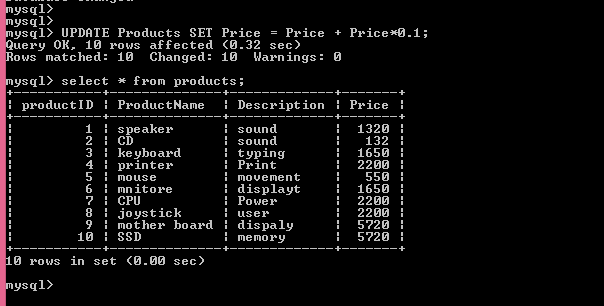 Database changed
mysql>
mysql>
mysql> UPDATE Products SET Price = Price + Price*0.1;
Query OK, 10 rows affected (0.32 sec)
Rows matched: 10  Changed: 10  Warnings: 0
mysql> select * from products;
+-----------+--------------+-------------+-------+
| productID | ProductName  | Description | Price |
+-----------+--------------+-------------+-------+
|         1 | speaker      | sound       |  1320 |
|         2 | CD           | sound       |   132 |
|         3 | keyboard     | typing      |  1650 |
|         4 | printer      | Print       |  2200 |
|         5 | mouse        | movement    |   550 |
|         6 | mnitore      | displayt    |  1650 |
|         7 | CPU          | Power       |  2200 |
|         8 | joystick     | user        |  2200 |
|         9 | mother board | dispaly     |  5720 |
|        10 | SSD          | memory      |  5720 |
+-----------+--------------+-------------+-------+
10 rows in set (0.00 sec)
mysql>